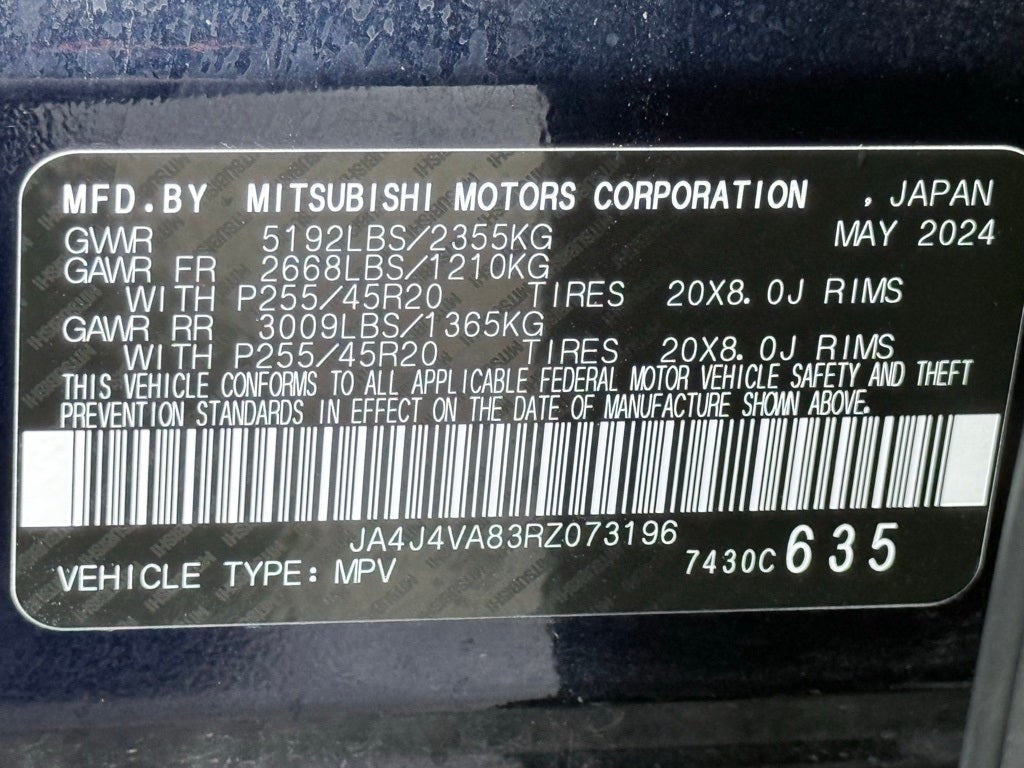 MFD.BY MITSUBISHI MOTORS CORPORATION , JAPAN
GVWR 5192LBS/2355KG MAY 2024
GAWR FR 2668LBS/1210KG
WITH P255/45R20 TIRES 20X8.0J RIMS
GAWR RR 3009LBS/1365KG
WITH P255/45R20 TIRES 20X8.0J RIMS
THIS VEHICLE CONFORMS TO ALL APPLICABLE FEDERAL MOTOR VEHICLE SAFETY AND THEFT
PREVENTION STANDARDS IN EFFECT ON THE DATE OF MANUFACTURE SHOWN ABOVE.
JA4J4VA83RZ073196
VEHICLE TYPE: MPV 7430C 635